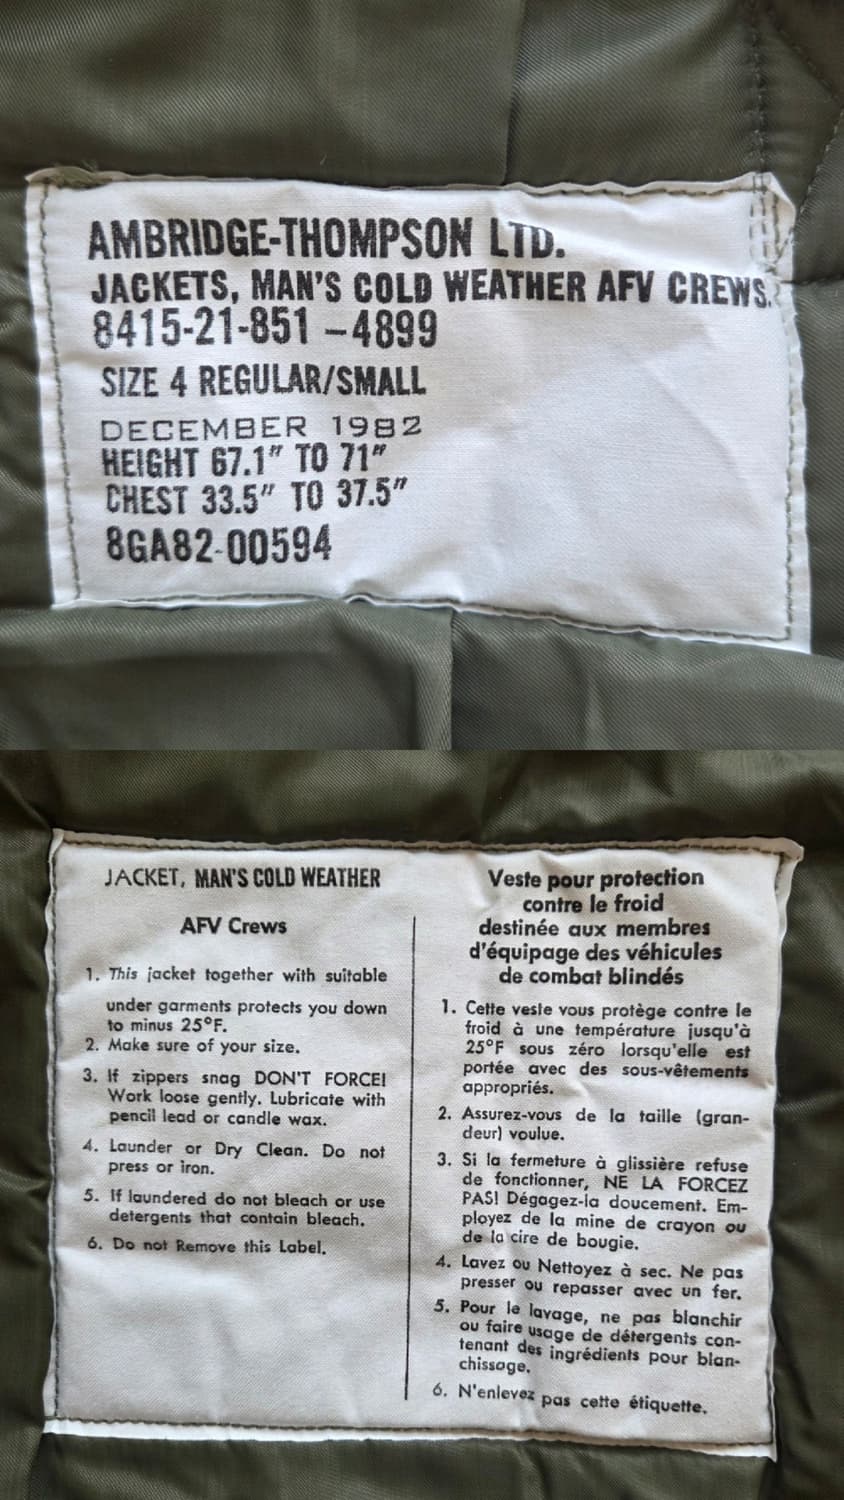 AMBRIDGE-THOMPSON LTD.
JACKETS, MAN'S COLD WEATHER AFV CREWS.
8415-21-851-4899
SIZE 4 REGULAR/SMALL
DECEMBER 1982
HEIGHT 67.1" TO 71"
CHEST 33.5" TO 37.5"
8GA82-00594
JACKET, MAN'S COLD WEATHER
AFV Crews
1. This jacket together with suitable
under garments protects you down
to minus 25°F.
2. Make sure of your size.
3. If zippers snag DON'T FORCE!
Work loose gently. Lubricate with
pencil lead or candle wax.
4. Launder or Dry Clean. Do not
press or iron.
5. If laundered do not bleach or use
detergents that contain bleach.
6. Do not Remove this Label.
Veste pour protection
contre le froid
destinée aux membres
d'équipage des véhicules
de combat blindés
1. Cette veste vous protège contre le
froid à une température jusqu'à
25°F sous zéro lorsqu'elle est
portée avec des sous-vêtements
appropriés.
2. Assurez-vous de la taille (gran-
deur) voulue.
3. Si la fermeture à glissière refuse
de fonctionner, NE LA FORCEZ
PAS! Dégagez-la doucement. Em-
ployez de la mine de crayon ou
de la cire de bougie.
4. Lavez ou Nettoyez à sec. Ne pas
presser ou repasser avec un fer.
5. Pour le lavage, ne pas blanchir
ou faire usage de détergents con-
tenant des ingrédients pour blan-
chissage.
6. N'enlevez pas cette étiquette.